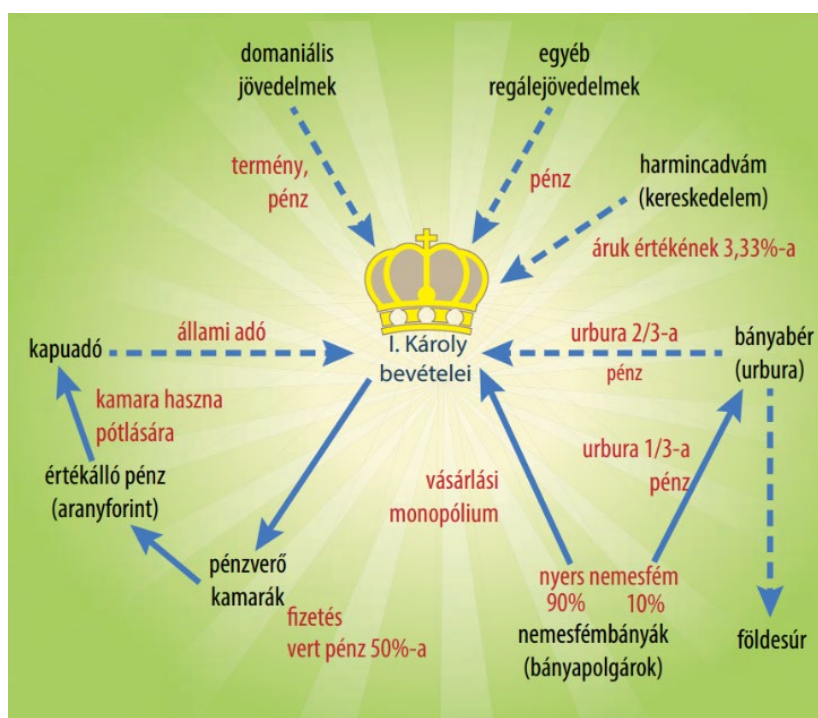 domaniális
jövedelmek
egyéb
regálejövedelmek
termény,
pénz
pénz
harmincadvám
(kereskedelem)
áruk értékének 3,33%-a
I. Károly
bevételei
kapuadó
állami adó
urbura 2/3-a
pénz
bányabér
(urbura)
kamara haszna
pótlására
értékálló pénz
(aranyforint)
vásárlási
monopólium
urbura 1/3-a
pénz
pénzverő
kamarák
fizetés
vert pénz 50%-a
nyers nemesfém
90% 10%
nemesfémbányák
(bányapolgárok)
földesúr